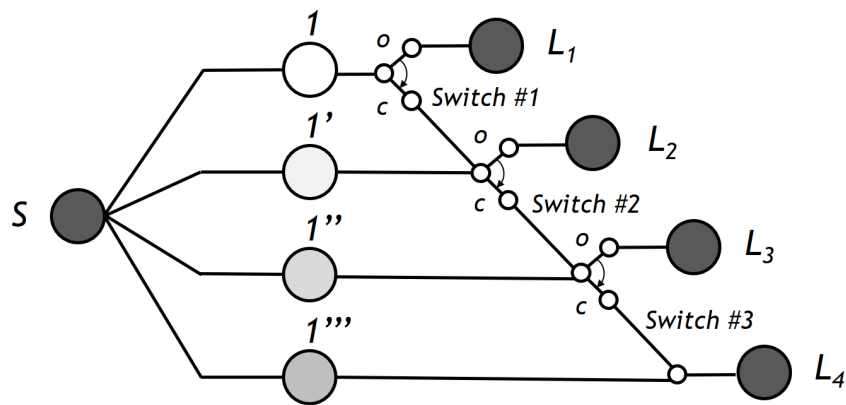 1
o
L1
c
Switch #1
1'
o
L2
S
c
Switch #2
1''
o
L3
c
Switch #3
1'''
L4